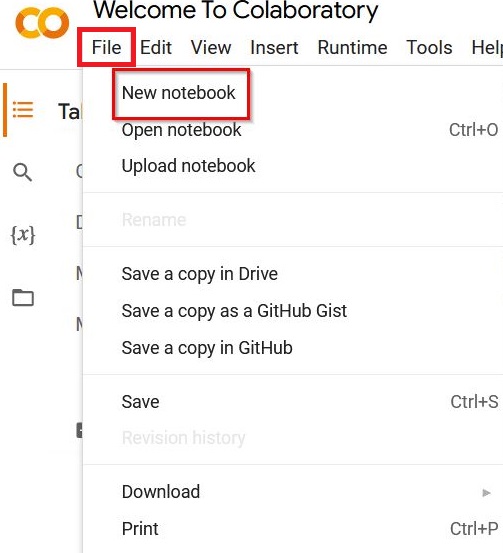 Welcome To Colaboratory
File Edit View Insert Runtime Tools Help
New notebook
Open notebook Ctrl+O
Upload notebook
Rename
Save a copy in Drive
Save a copy as a GitHub Gist
Save a copy in GitHub
Save Ctrl+S
Revision history
Download
Print Ctrl+P
{x}